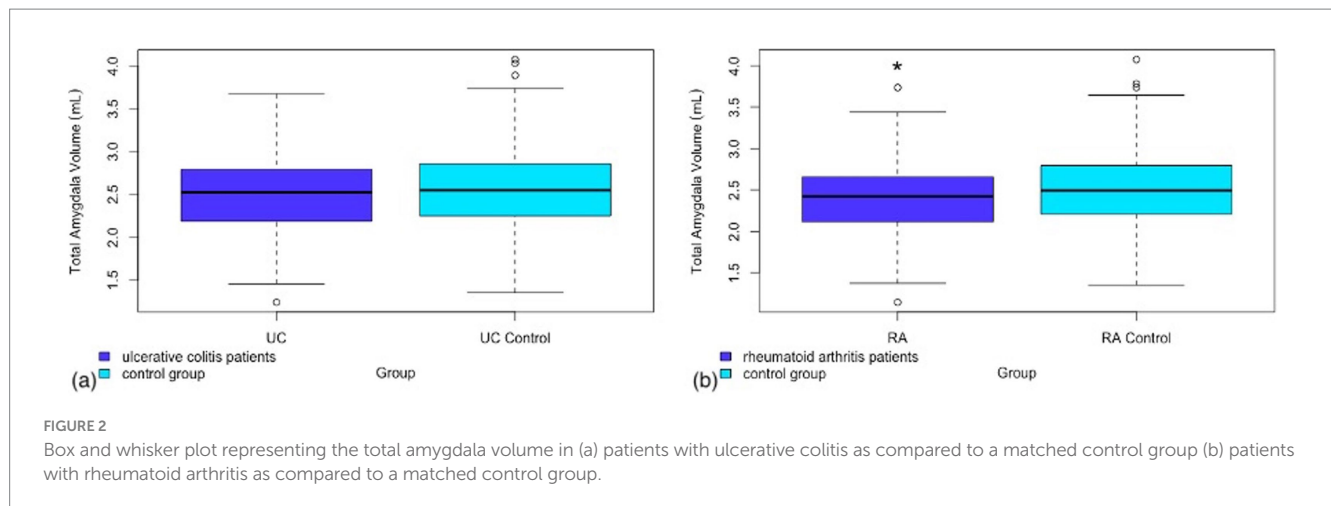 Total Amygdala Volume (mL)
4.0
3.5
3.0
2.5
2.0
1.5
UC
UC Control
ulcerative colitis patients
control group
Group
(a)
Total Amygdala Volume (mL)
4.0
3.5
3.0
2.5
2.0
1.5
*
RA
RA Control
rheumatoid arthritis patients
control group
Group
(b)
FIGURE 2
Box and whisker plot representing the total amygdala volume in (a) patients with ulcerative colitis as compared to a matched control group (b) patients
with rheumatoid arthritis as compared to a matched control group.